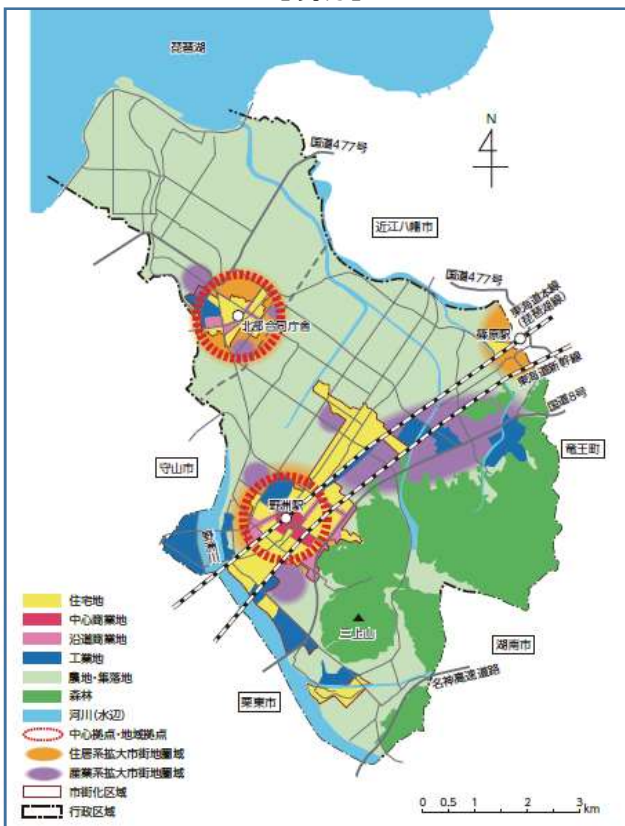 琵琶湖
国道477号
N
近江八幡市
国道477号
東海道本線
(琵琶湖線)
篠原駅
東海道新幹線
国道8号
北部合同庁舎
竜王町
守山市
野洲駅
野洲川
三上山
湖南市
名神高速道路
栗東市
住宅地
中心商業地
沿道商業地
工業地
農地・集落地
森林
河川(水辺)
中心拠点・地域拠点
住居系拡大市街地圏域
産業系拡大市街地圏域
市街化区域
行政区域
0 0.5 1 2 3 km